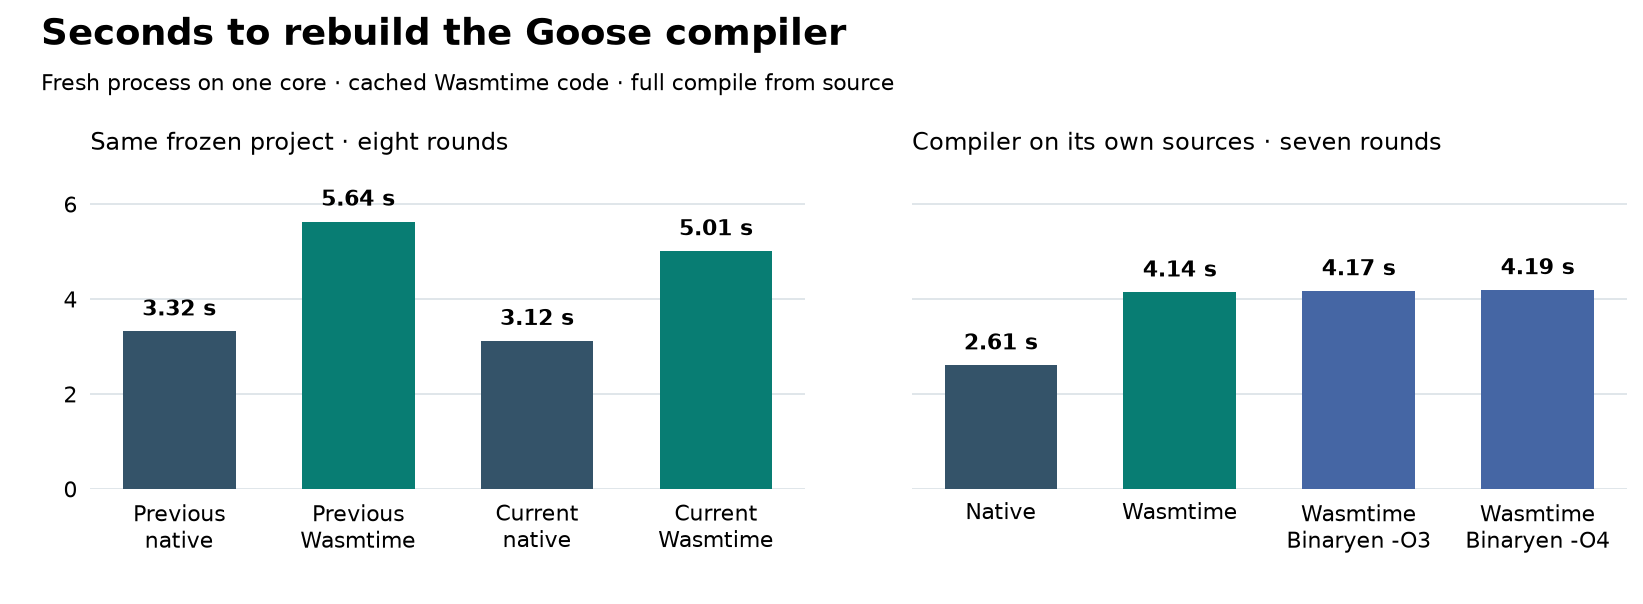 Seconds to rebuild the Goose compiler
Fresh process on one core · cached Wasmtime code · full compile from source
Same frozen project · eight rounds
6
4
2
0
3.32 s
5.64 s
3.12 s
5.01 s
Previous native
Previous Wasmtime
Current native
Current Wasmtime
Compiler on its own sources · seven rounds
2.61 s
4.14 s
4.17 s
4.19 s
Native
Wasmtime
Wasmtime Binaryen -O3
Wasmtime Binaryen -O4